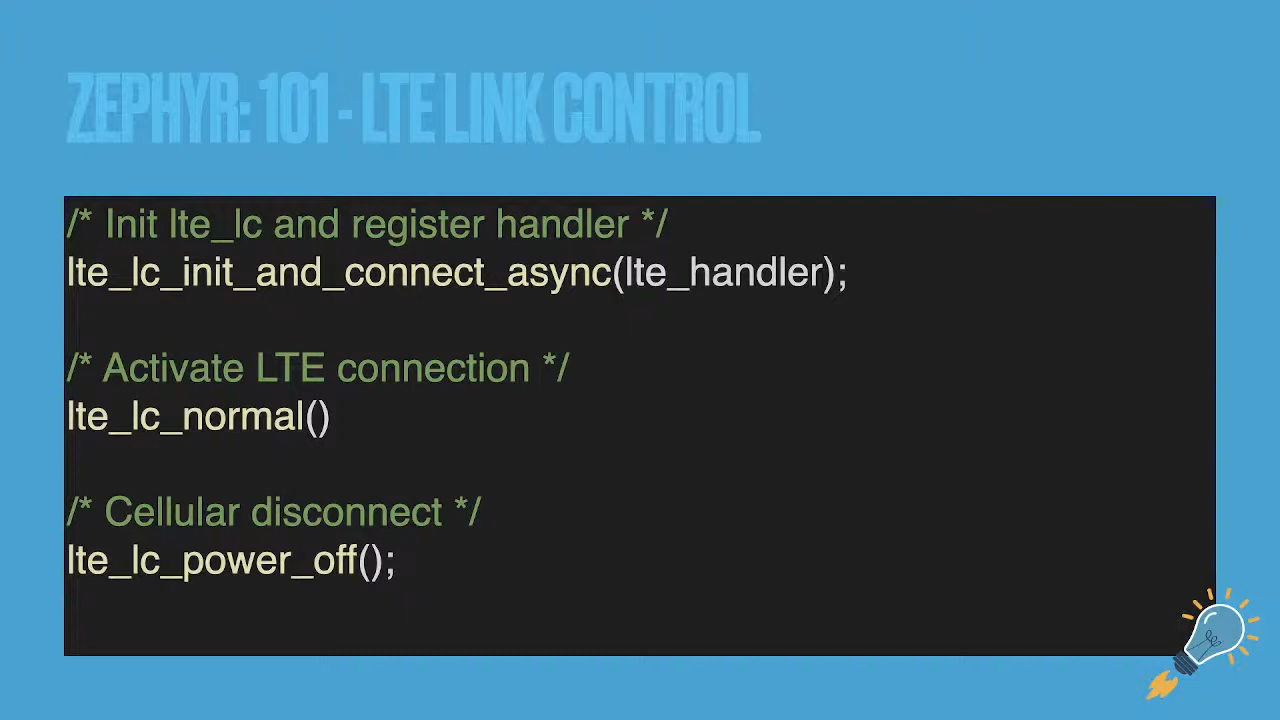 ZEPHYR: 101 - LTE LINK CONTROL
/* Init lte_lc and register handler */
lte_lc_init_and_connect_async(lte_handler);
/* Activate LTE connection */
lte_lc_normal()
/* Cellular disconnect */
lte_lc_power_off();